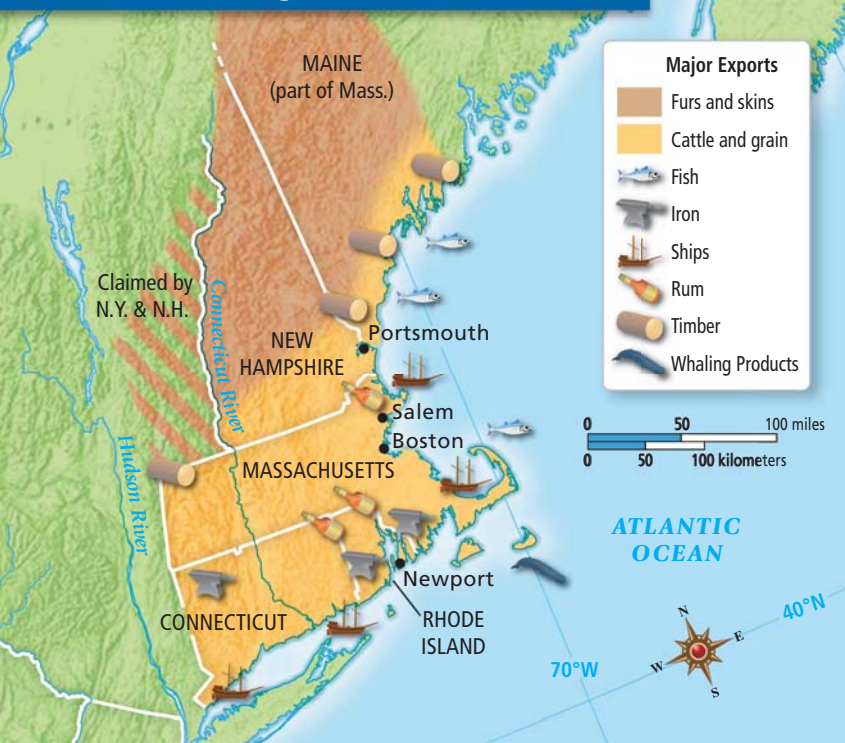 MAINE
(part of Mass.)
Major Exports
Furs and skins
Cattle and grain
Fish
Iron
Ships
Rum
Timber
Whaling Products
Claimed by
N.Y. & N.H.
Connecticut River
NEW
HAMPSHIRE
Portsmouth
Salem
Boston
0 50 100 miles
0 50 100 kilometers
Hudson River
MASSACHUSETTS
ATLANTIC
OCEAN
Newport
CONNECTICUT
RHODE
ISLAND
40°N
70°W
N
E
W
S